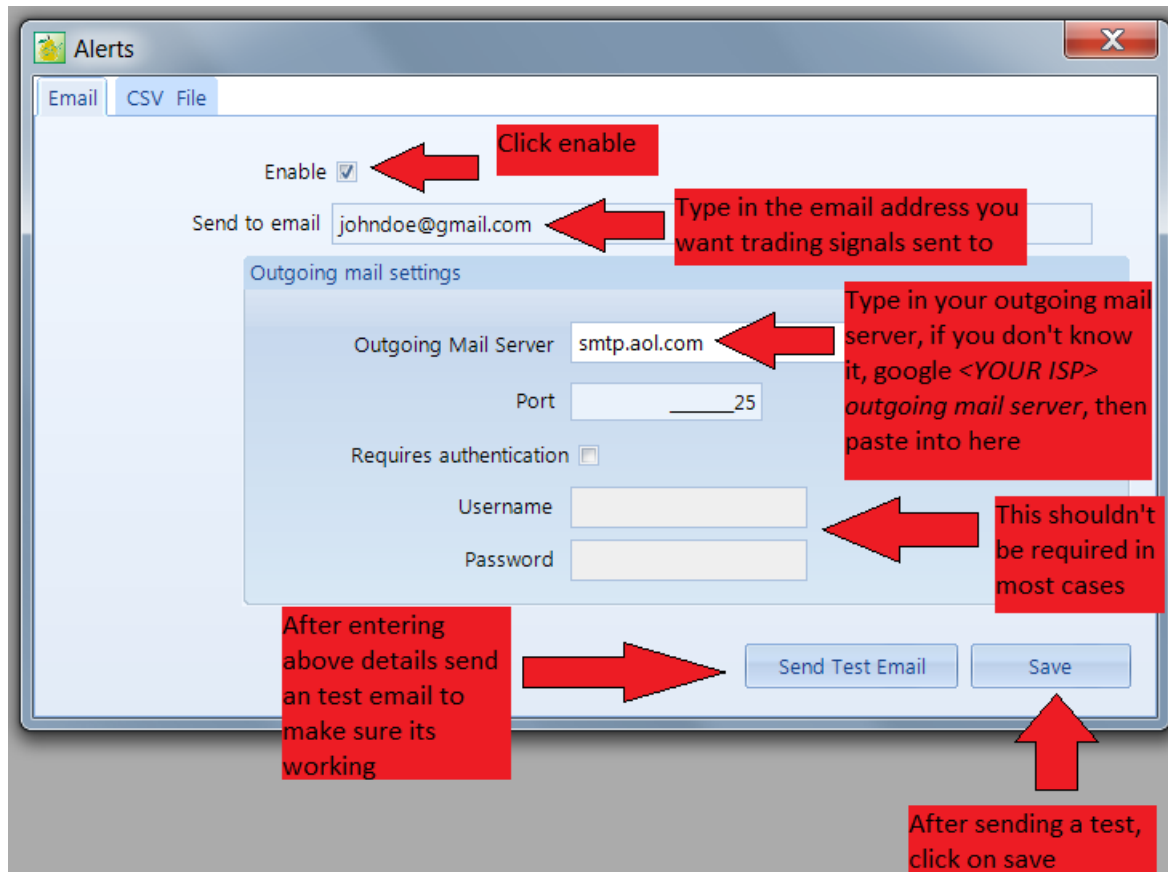 Alerts
Email
CSV File
Click enable
Enable
Send to email
johndoe@gmail.com
Type in the email address you
want trading signals sent to
Outgoing mail settings
Outgoing Mail Server
smtp.aol.com
Type in your outgoing mail
server, if you don't know
it, google <YOUR ISP>
outgoing mail server, then
paste into here
Port
_______25
Requires authentication
Username
Password
This shouldn't
be required in
most cases
After entering
above details send
an test email to
make sure its
working
Send Test Email
Save
After sending a test,
click on save